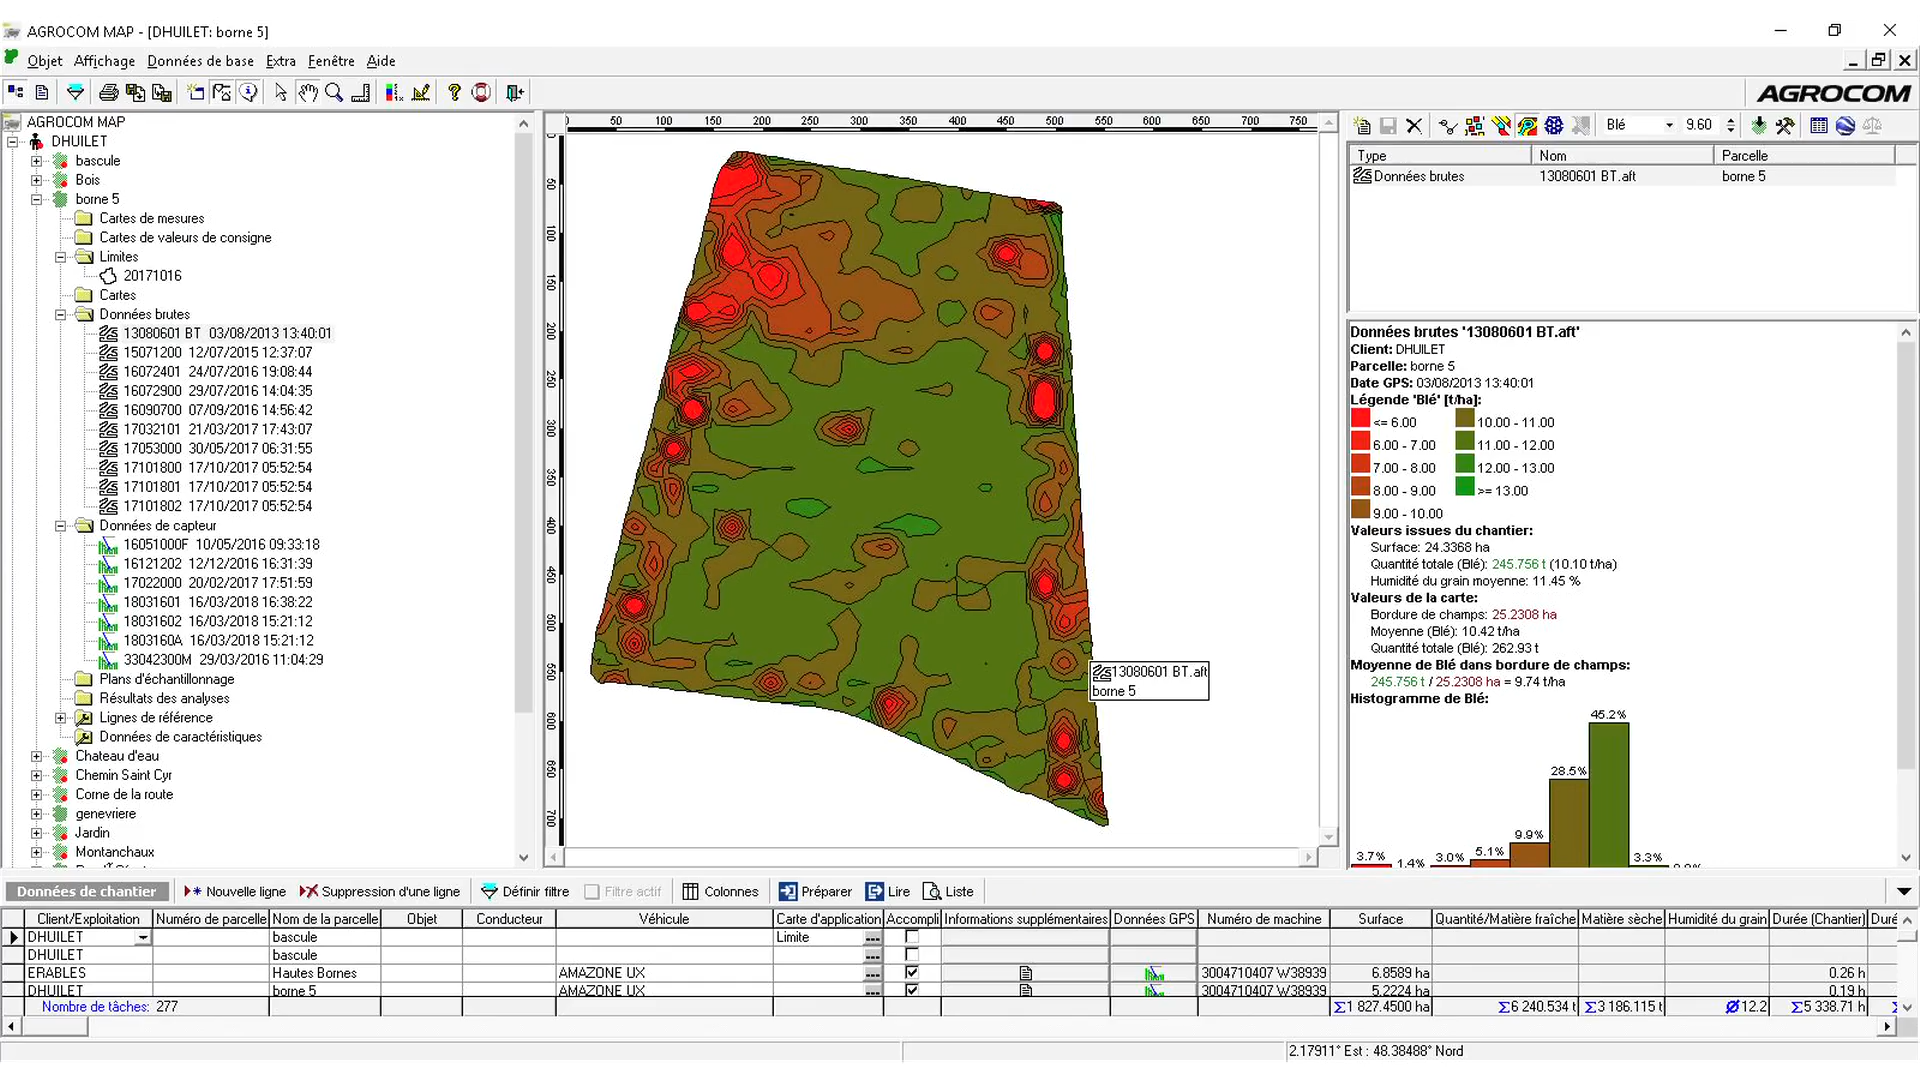 AGROCOM MAP - [DHUILET: borne 5]
Objet Affichage Données de base Extra Fenêtre Aide
AGROCOM
AGROCOM MAP
DHUILET
bascule
Bois
borne 5
Cartes de mesures
Cartes de valeurs de consigne
Limites
20171016
Cartes
Données brutes
13080601 BT 03/08/2013 13:40:01
15071200 12/07/2015 12:37:07
16072401 24/07/2016 19:08:44
16072900 29/07/2016 14:04:35
16090700 07/09/2016 14:56:42
17032101 21/03/2017 17:43:07
17053000 30/05/2017 06:31:55
17101800 17/10/2017 05:52:54
17101801 17/10/2017 05:52:54
17101802 17/10/2017 05:52:54
Données de capteur
16051000F 10/05/2016 09:33:18
16121202 12/12/2016 16:31:39
17022000 20/02/2017 17:51:59
18031601 16/03/2018 16:38:22
18031602 16/03/2018 15:21:12
1803160A 16/03/2018 15:21:12
33042300M 29/03/2016 11:04:29
Plans d'échantillonnage
Résultats des analyses
Lignes de référence
Données de caractéristiques
Chateau d'eau
Chemin Saint Cyr
Corne de la route
genevriere
Jardin
Montanchaux
0 50 100 150 200 250 300 350 400 450 500 550 600 650 700 750
0
50
100
150
200
250
300
350
400
450
500
550
600
650
700
13080601 BT.aft
borne 5
Blé 9.60
Type Nom Parcelle
Données brutes 13080601 BT.aft borne 5
Données brutes '13080601 BT.aft'
Client: DHUILET
Parcelle: borne 5
Date GPS: 03/08/2013 13:40:01
Légende 'Blé' [t/ha]:
<= 6.00 10.00 - 11.00
6.00 - 7.00 11.00 - 12.00
7.00 - 8.00 12.00 - 13.00
8.00 - 9.00 >= 13.00
9.00 - 10.00
Valeurs issues du chantier:
Surface: 24.3368 ha
Quantité totale (Blé): 245.756 t (10.10 t/ha)
Humidité du grain moyenne: 11.45 %
Valeurs de la carte:
Bordure de champs: 25.2308 ha
Moyenne (Blé): 10.42 t/ha
Quantité totale (Blé): 262.93 t
Moyenne de Blé dans bordure de champs:
245.756 t / 25.2308 ha = 9.74 t/ha
Histogramme de Blé:
45.2%
28.5%
9.9%
5.1%
3.7% 1.4% 3.0% 3.3%
Données de chantier Nouvelle ligne Suppression d'une ligne Définir filtre Filtre actif Colonnes Préparer Lire Liste
Client/Exploitation Numéro de parcelle Nom de la parcelle Objet Conducteur Véhicule Carte d'application Accompli Informations supplémentaires Données GPS Numéro de machine Surface Quantité/Matière fraîche Matière sèche Humidité du grain Durée (Chantier) Duré
DHUILET bascule Limite ...
DHUILET bascule ...
ERABLES Hautes Bornes AMAZONE UX ... 3004710407 W38939 6.8589 ha 0.26 h
DHUILET borne 5 AMAZONE UX ... 3004710407 W38939 5.2224 ha 0.19 h
Nombre de tâches: 277 Σ1 827.4500 ha Σ6 240.534 t Σ3 186.115 t Ø12.2 Σ5 338.71 h
2.17911° Est : 48.38488° Nord